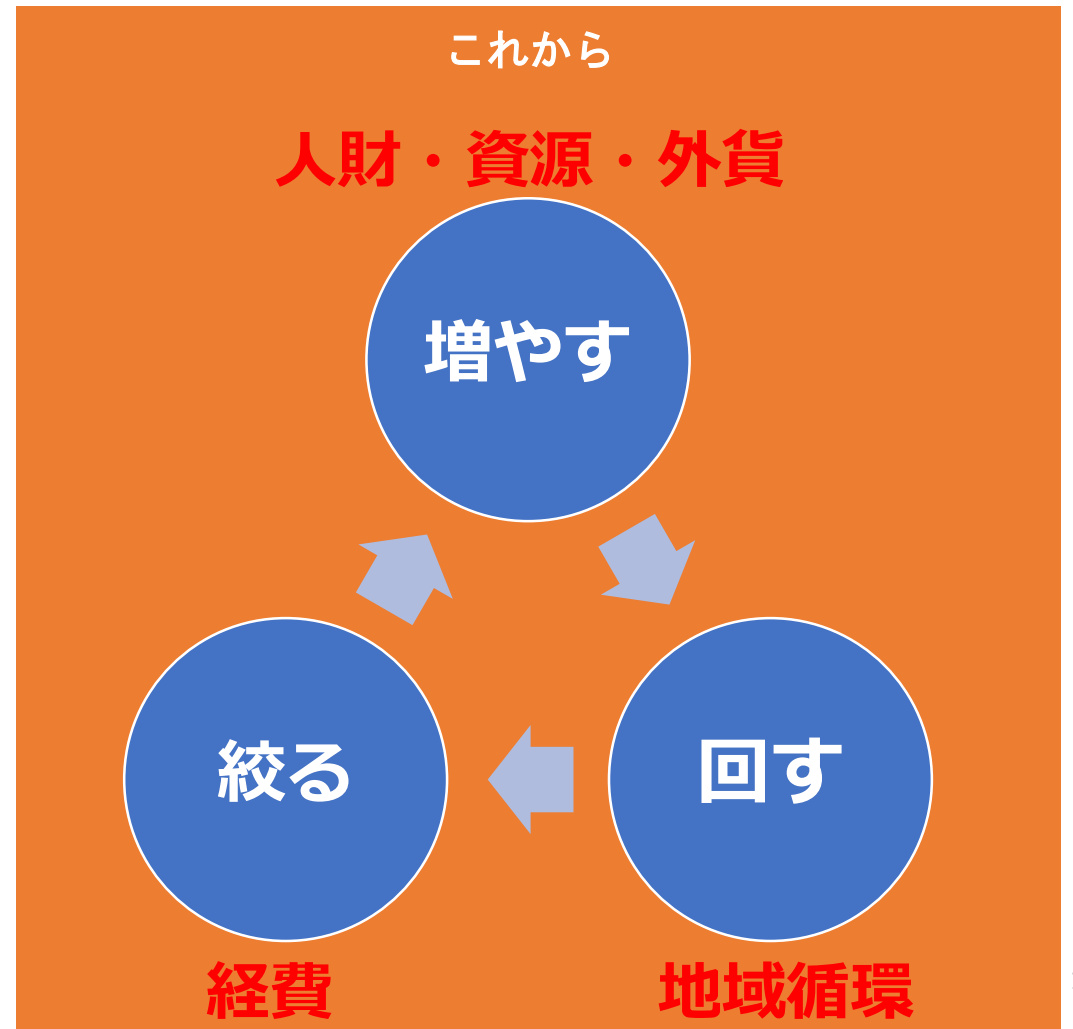 これから
人財・資源・外貨
増やす
絞る
回す
経費
地域循環